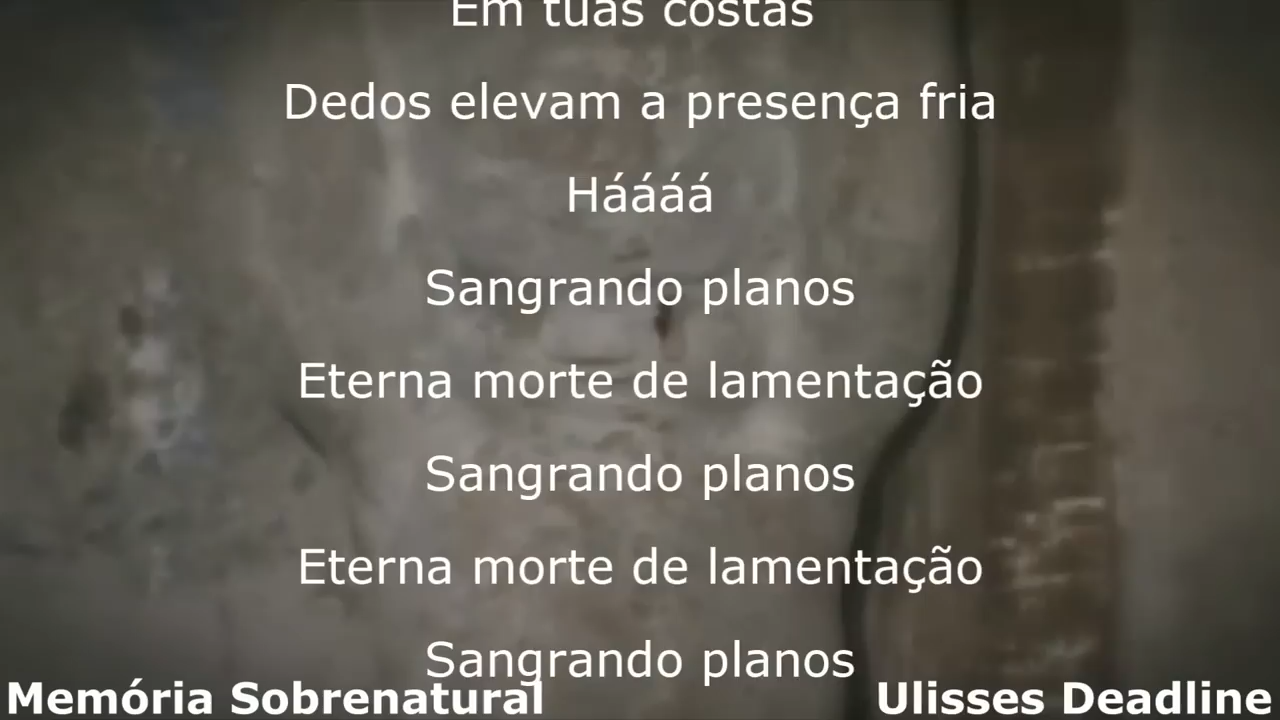 Em tuas costas
Dedos elevam a presença fria
Háááá
Sangrando planos
Eterna morte de lamentação
Sangrando planos
Eterna morte de lamentação
Sangrando planos
Memória Sobrenatural
Ulisses Deadline